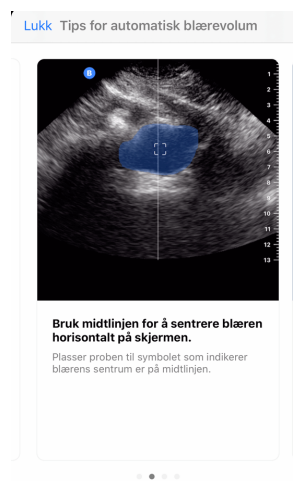 Lukk Tips for automatisk blærevolum
B
1
2
3
4
5
6
7
8
9
10
11
12
13
Bruk midtlinjen for å sentrere blæren
horisontalt på skjermen.
Plasser proben til symbolet som indikerer
blærens sentrum er på midtlinjen.